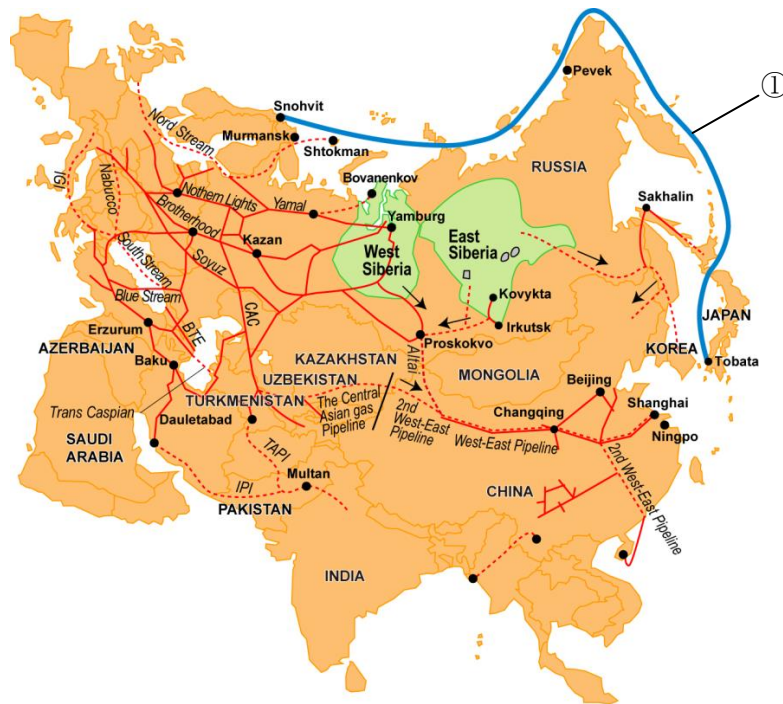 ①
Pevek
Snohvit
Nord Stream
Murmansk
Shtokman
RUSSIA
Bovanenkov
IGI
Nabucco
Nothern Lights
Yamal
Sakhalin
Brotherhood
Yamburg
Kazan
West
Siberia
East
Siberia
Soyuz
South Stream
Kovykta
Blue Stream
CAC
JAPAN
Erzurum
BTE
Irkutsk
Proskokvo
AZERBAIJAN
KOREA
Baku
KAZAKHSTAN
Altai
MONGOLIA
Tobata
UZBEKISTAN
Beijing
TURKMENISTAN
The Central
Asian gas
Pipeline
2nd
West-East
Pipeline
Changqing
Shanghai
Trans Caspian
Dauletabad
West-East Pipeline
Ningpo
SAUDI
ARABIA
TAPI
Multan
2nd West-East Pipeline
IPI
PAKISTAN
CHINA
INDIA